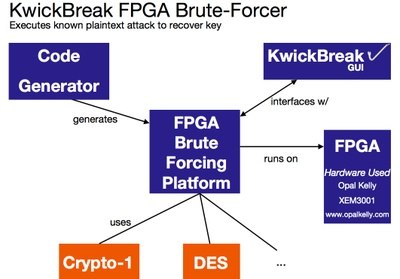 KwickBreak FPGA Brute-Forcer
Executes known plaintext attack to recover key
Code
Generator
KwickBreak
GUI
generates
interfaces w/
FPGA
Brute
Forcing
Platform
runs on
FPGA
Hardware Used
Opal Kelly
XEM3001
www.opalkelly.com
uses
Crypto-1
DES
...